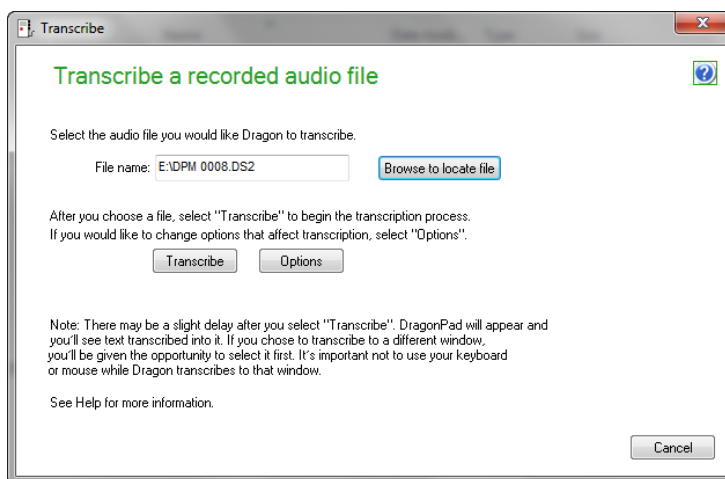 Transcribe
Transcribe a recorded audio file
Select the audio file you would like Dragon to transcribe.
File name: E:\DPM 0008.DS2 Browse to locate file
After you choose a file, select "Transcribe" to begin the transcription process.
If you would like to change options that affect transcription, select "Options".
Transcribe Options
Note: There may be a slight delay after you select "Transcribe". DragonPad will appear and
you'll see text transcribed into it. If you chose to transcribe to a different window,
you'll be given the opportunity to select it first. It's important not to use your keyboard
or mouse while Dragon transcribes to that window.
See Help for more information.
Cancel